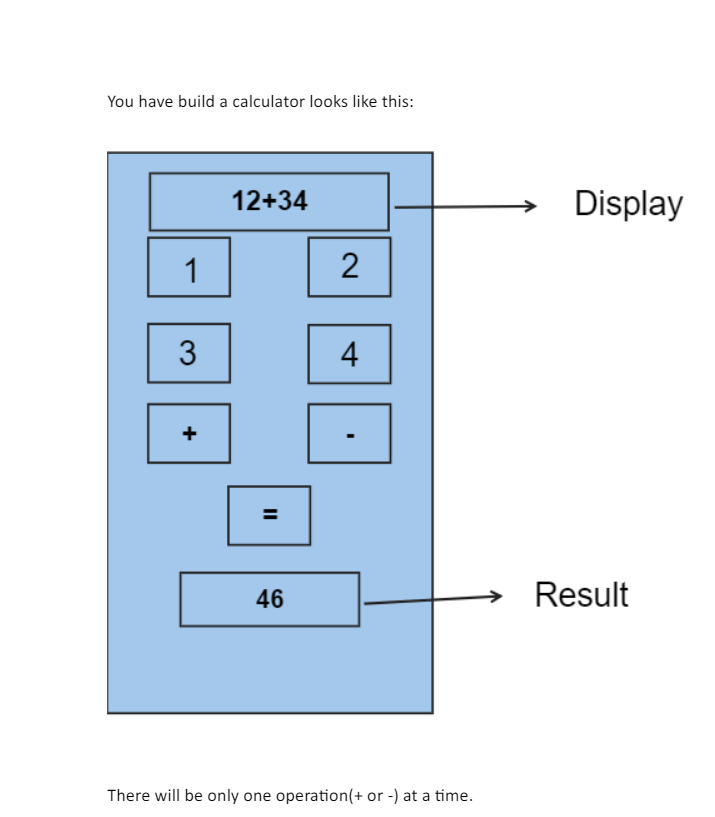 You have build a calculator looks like this:
12+34
Display
1 2
3 4
+ -
=
46
Result
There will be only one operation(+ or -) at a time.